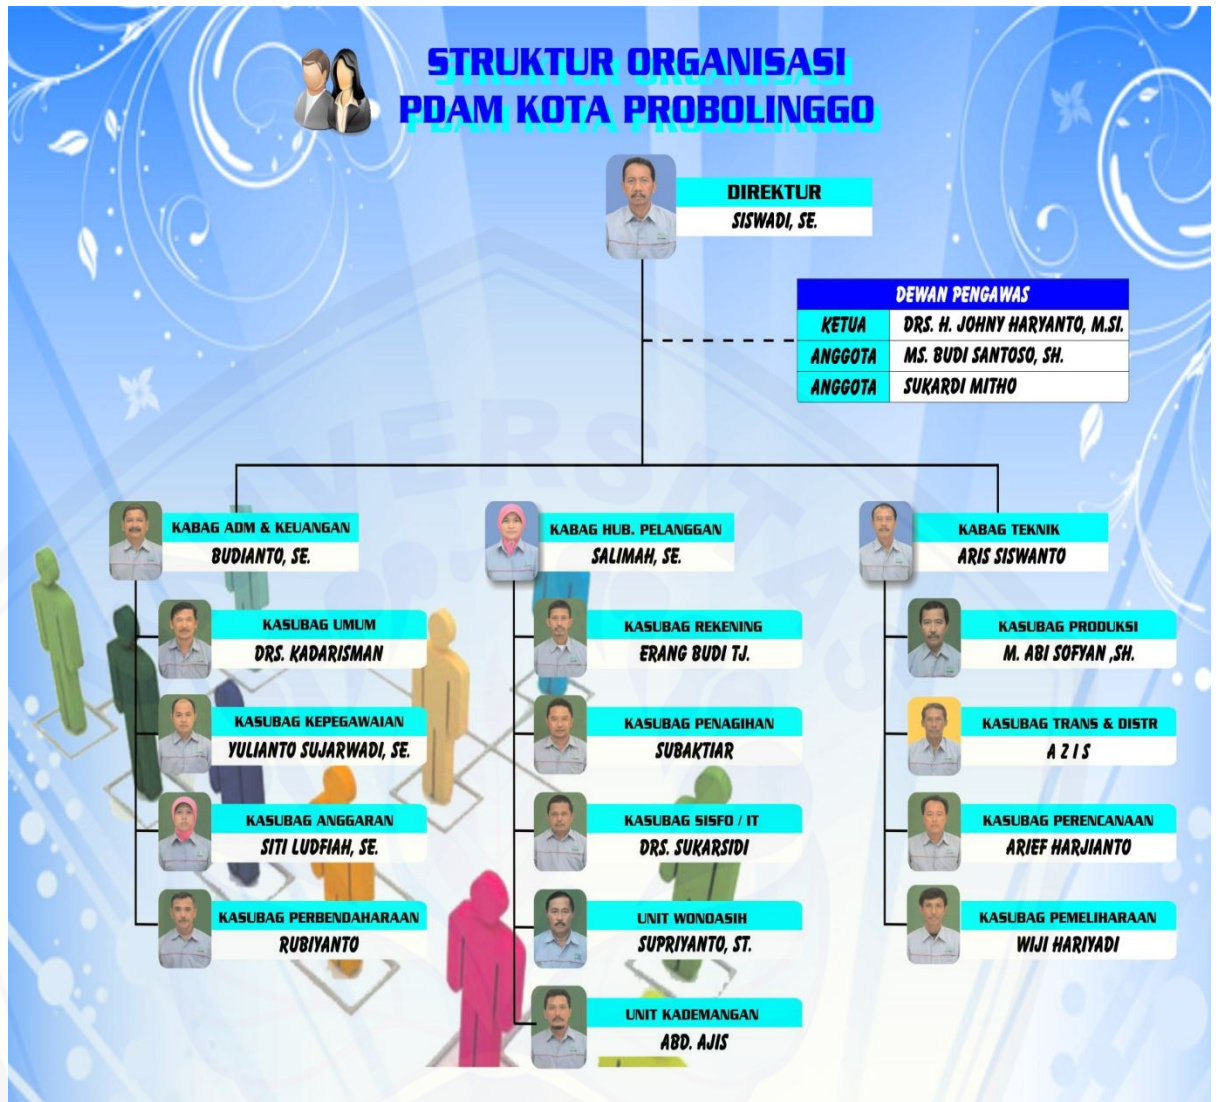 STRUKTUR ORGANISASI
PDAM KOTA PROBOLINGGO
DIREKTUR
SISWADI, SE.
DEWAN PENGAWAS
KETUA DRS. H. JOHNY HARYANTO, M.SI.
ANGGOTA MS. BUDI SANTOSO, SH.
ANGGOTA SUKARDI MITHO
UNIVERSITAS
KABAG ADM & KEUANGAN
BUDIANTO, SE.
KASUBAG UMUM
DRS. KADARISMAN
KASUBAG KEPEGAWAIAN
YULIANTO SUJARWADI, SE.
KASUBAG ANGGARAN
SITI LUDFIAH, SE.
KASUBAG PERBENDAHARAAN
RUBIYANTO
KABAG HUB. PELANGGAN
SALIMAH, SE.
KASUBAG REKENING
ERANG BUDI TJ.
KASUBAG PENAGIHAN
SUBAKTIAR
KASUBAG SISFO / IT
DRS. SUKARSIDI
UNIT WONOASIH
SUPRIYANTO, ST.
UNIT KADEMANGAN
ABD. AJIS
KABAG TEKNIK
ARIS SISWANTO
KASUBAG PRODUKSI
M. ABI SOFYAN ,SH.
KASUBAG TRANS & DISTR
A Z I S
KASUBAG PERENCANAAN
ARIEF HARJIANTO
KASUBAG PEMELIHARAAN
WIJI HARIYADI